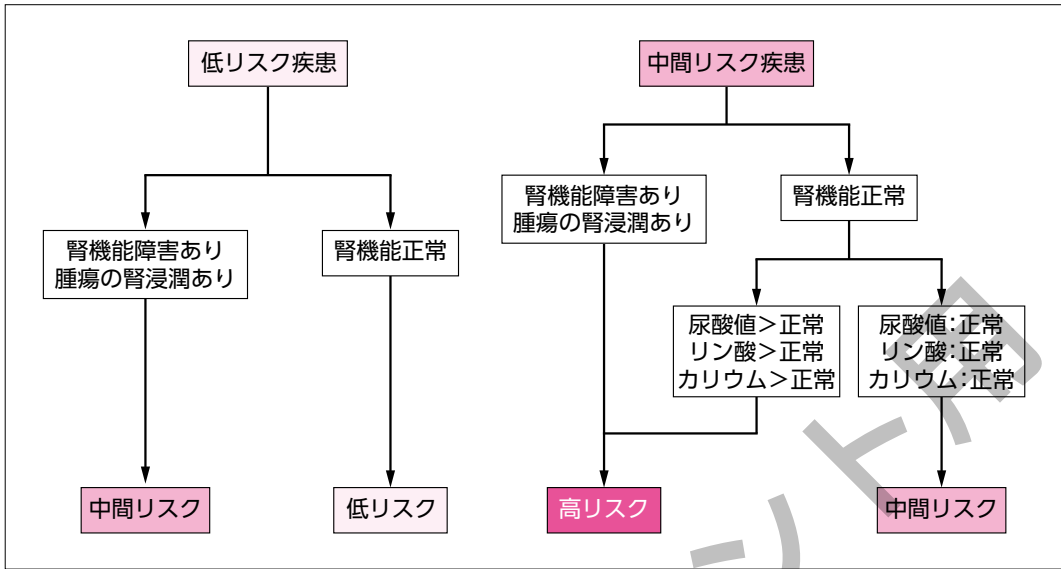 低リスク疾患
腎機能障害あり
腫瘍の腎浸潤あり
腎機能正常
中間リスク
低リスク
中間リスク疾患
腎機能障害あり
腫瘍の腎浸潤あり
腎機能正常
尿酸値>正常
リン酸>正常
カリウム>正常
尿酸値:正常
リン酸:正常
カリウム:正常
高リスク
中間リスク
ント用